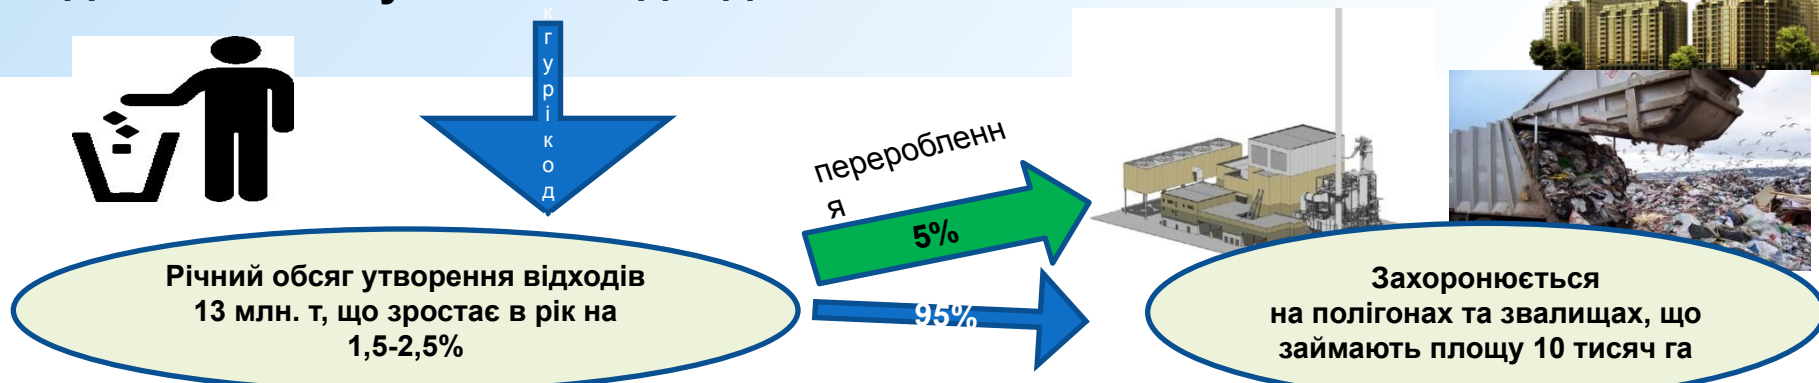 к
г
у
р
і
к
о
д
переробленн
я
5%
95%
Річний обсяг утворення відходів
13 млн. т, що зростає в рік на
1,5-2,5%
Захоронюється
на полігонах та звалищах, що
займають площу 10 тисяч га